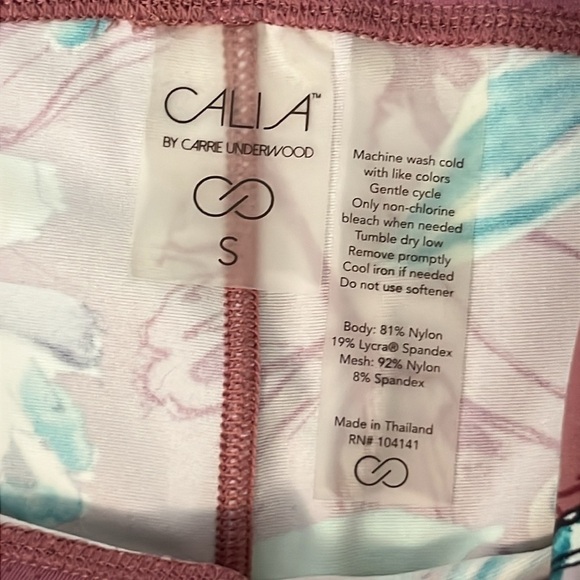 CALIA™
BY CARRIE UNDERWOOD
S
Machine wash cold
with like colors
Gentle cycle
Only non-chlorine
bleach when needed
Tumble dry low
Remove promptly
Cool iron if needed
Do not use softener
Body: 81% Nylon
19% Lycra® Spandex
Mesh: 92% Nylon
8% Spandex
Made in Thailand
RN# 104141